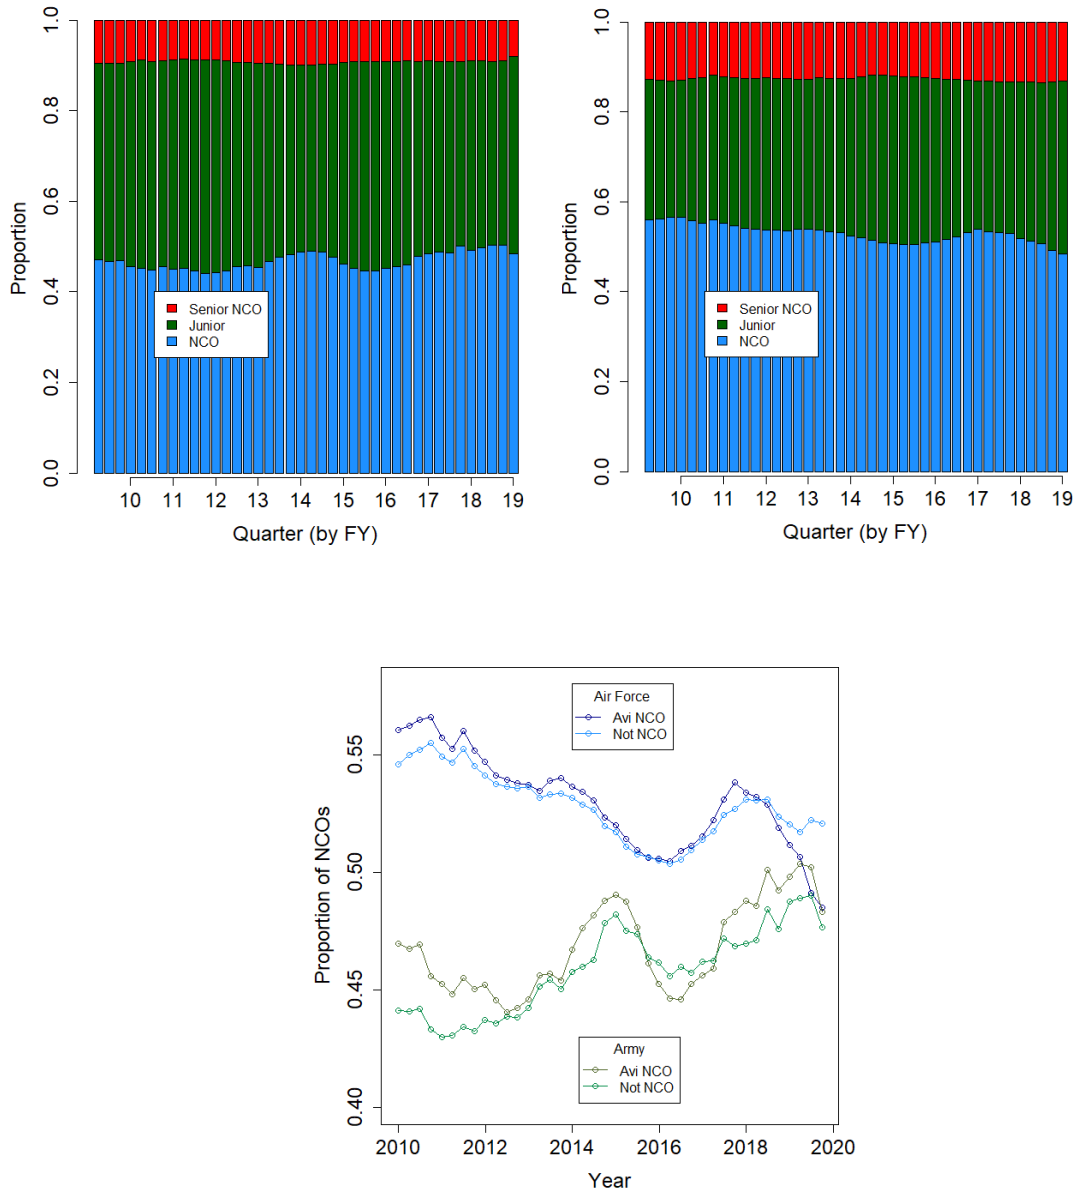 Proportion
1.0
0.8
0.6
0.4
0.2
0.0
Senior NCO
Junior
NCO
10 11 12 13 14 15 16 17 18 19
Quarter (by FY)
Proportion
1.0
0.8
0.6
0.4
0.2
0.0
Senior NCO
Junior
NCO
10 11 12 13 14 15 16 17 18 19
Quarter (by FY)
Proportion of NCOs
0.55
0.50
0.45
0.40
Air Force
Avi NCO
Not NCO
Army
Avi NCO
Not NCO
2010 2012 2014 2016 2018 2020
Year